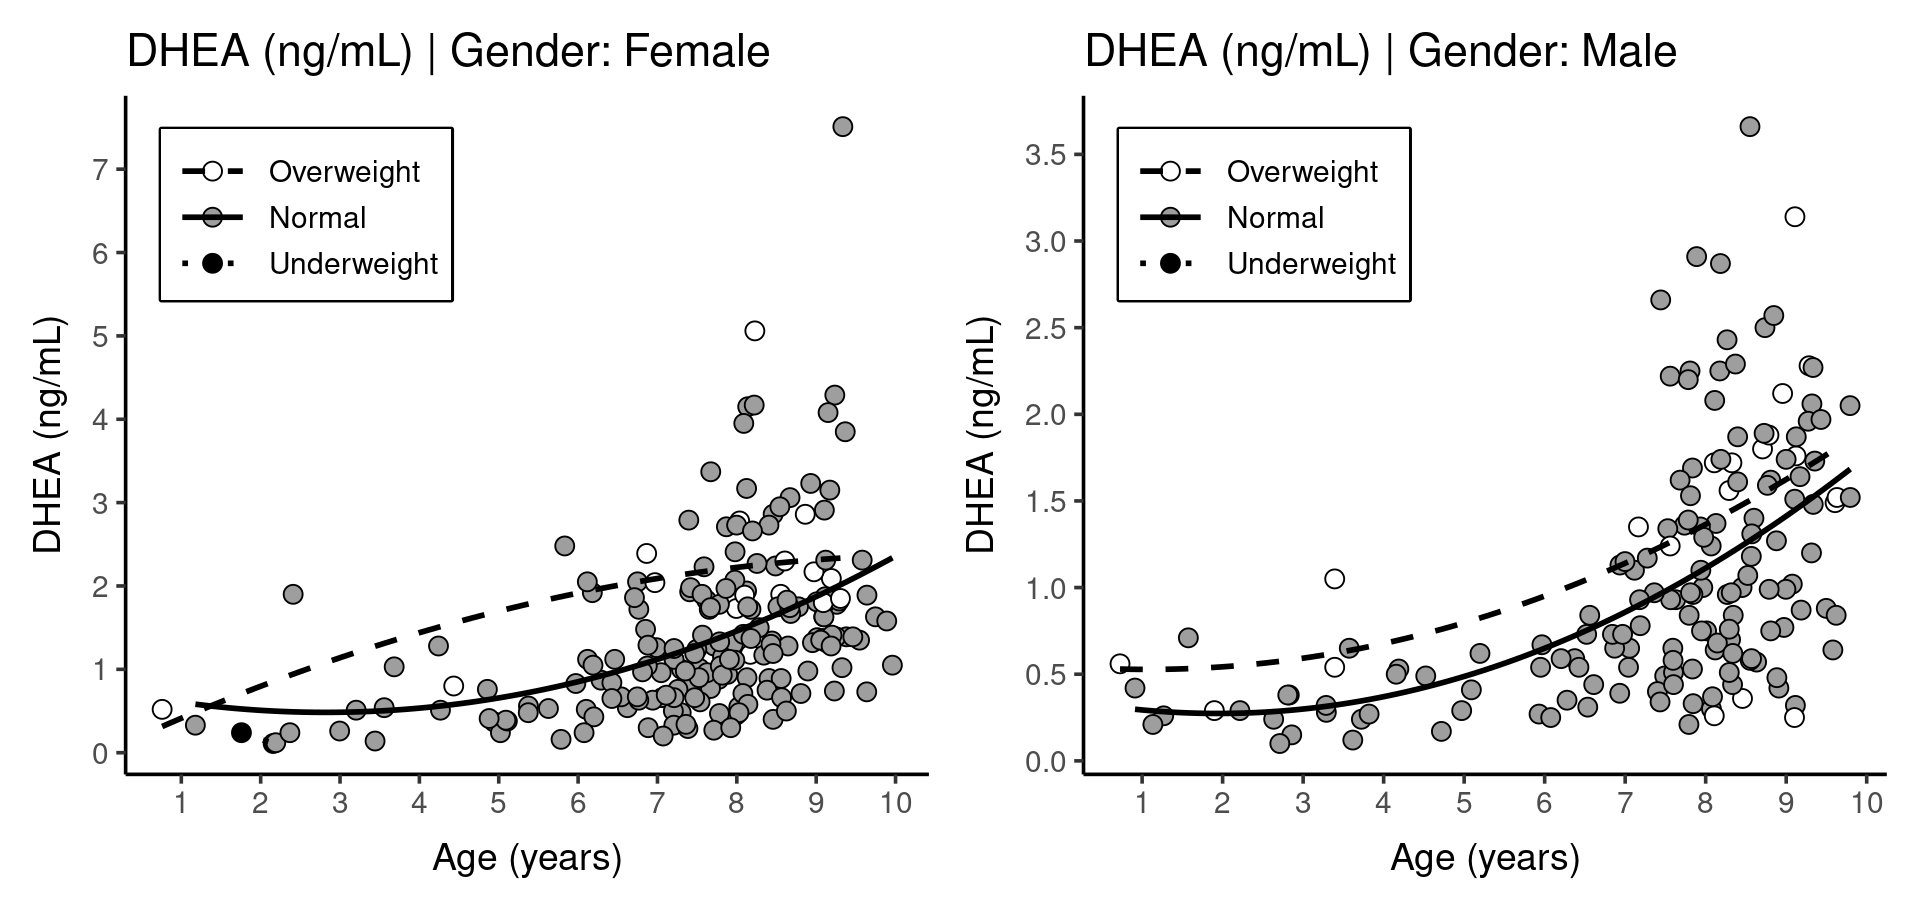 DHEA (ng/mL) | Gender: Female
DHEA (ng/mL)
7
6
5
4
3
2
1
0
Overweight
Normal
Underweight
1 2 3 4 5 6 7 8 9 10
Age (years)
DHEA (ng/mL) | Gender: Male
DHEA (ng/mL)
3.5
3.0
2.5
2.0
1.5
1.0
0.5
0.0
Overweight
Normal
Underweight
1 2 3 4 5 6 7 8 9 10
Age (years)